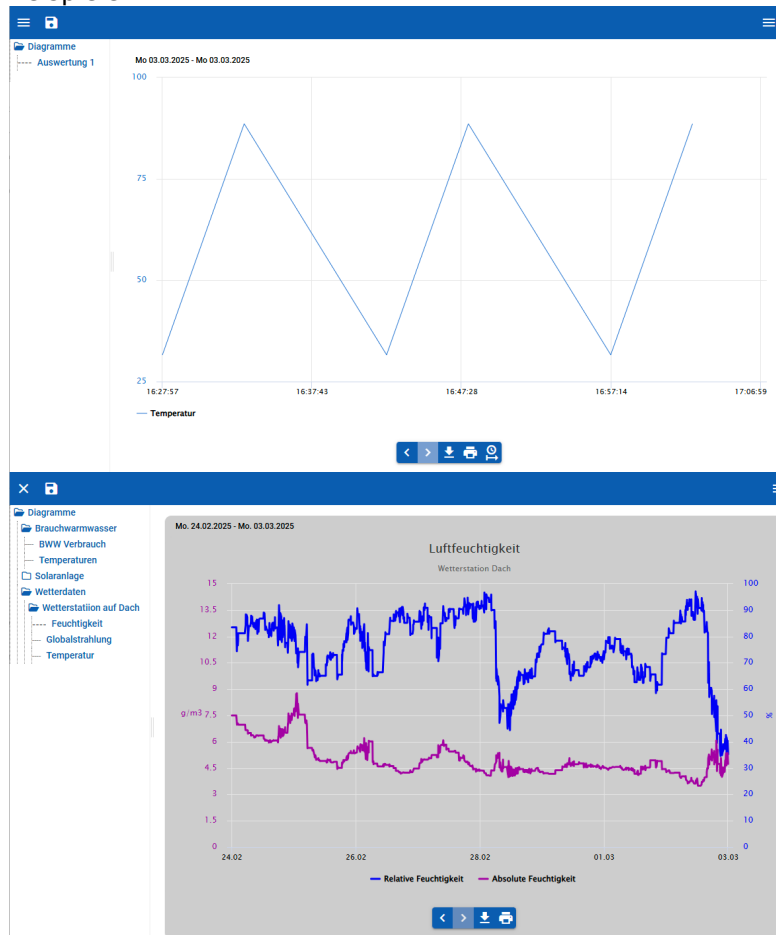 Diagramme
Auswertung 1
Mo 03.03.2025 - Mo 03.03.2025
100
75
50
25
16:27:57 16:37:43 16:47:28 16:57:14 17:06:59
Temperatur
Diagramme
Brauchwarmwasser
BWW Verbrauch
Temperaturen
Solaranlage
Wetterdaten
Wetterstatiion auf Dach
Feuchtigkeit
Globalstrahlung
Temperatur
Mo. 24.02.2025 - Mo. 03.03.2025
Luftfeuchtigkeit
Wetterstation Dach
15 100
13.5 90
12 80
10.5 70
9 60
g/m3 7.5 50 %
6 40
4.5 30
3 20
1.5 10
0 0
24.02 26.02 28.02 01.03 03.03
Relative Feuchtigkeit Absolute Feuchtigkeit